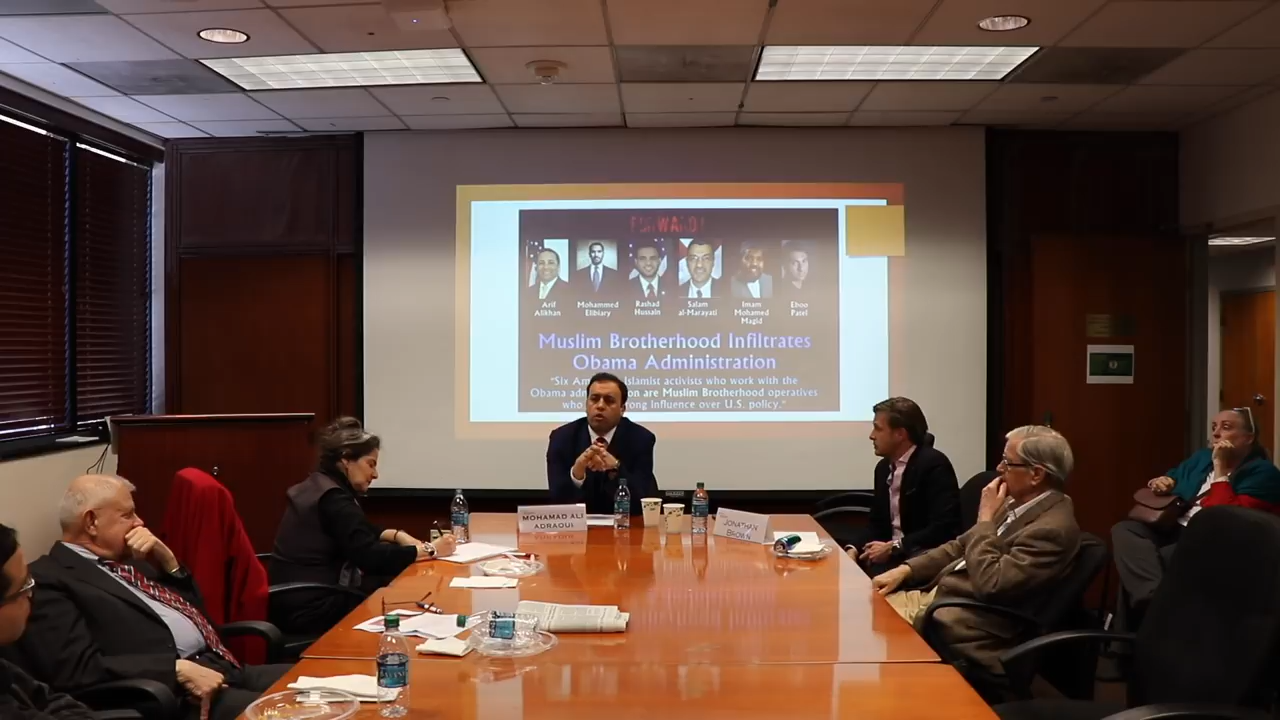 FORWARD!
Arif
Alikhan
Mohammed
Elibiary
Rashad
Hussain
Salam
al-Marayati
Imam
Mohamed
Magid
Eboo
Patel
Muslim Brotherhood Infiltrates
Obama Administration
"Six Am Islamist activists who work with the
Obama adm on are Muslim Brotherhood operatives
who ong influence over U.S. policy."
MOHAMAD ALI
ADRAOUI
JONATHAN
BROWN